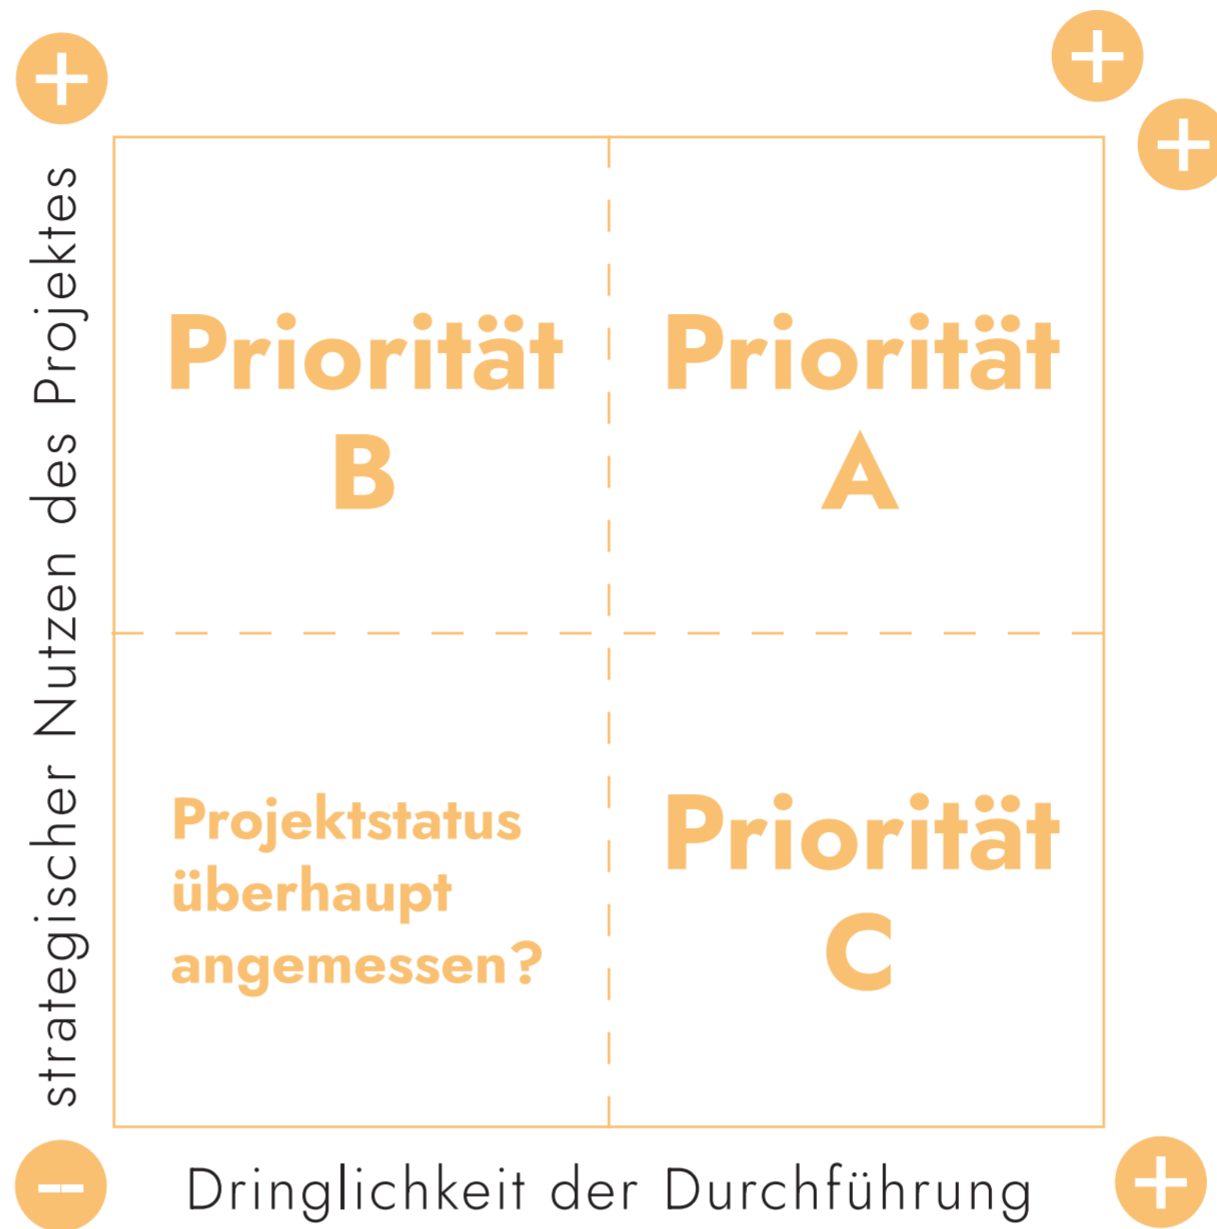 +
+
+
strategischer Nutzen des Projektes
Priorität
B
Priorität
A
Projektstatus
überhaupt
angemessen?
Priorität
C
–
Dringlichkeit der Durchführung
+